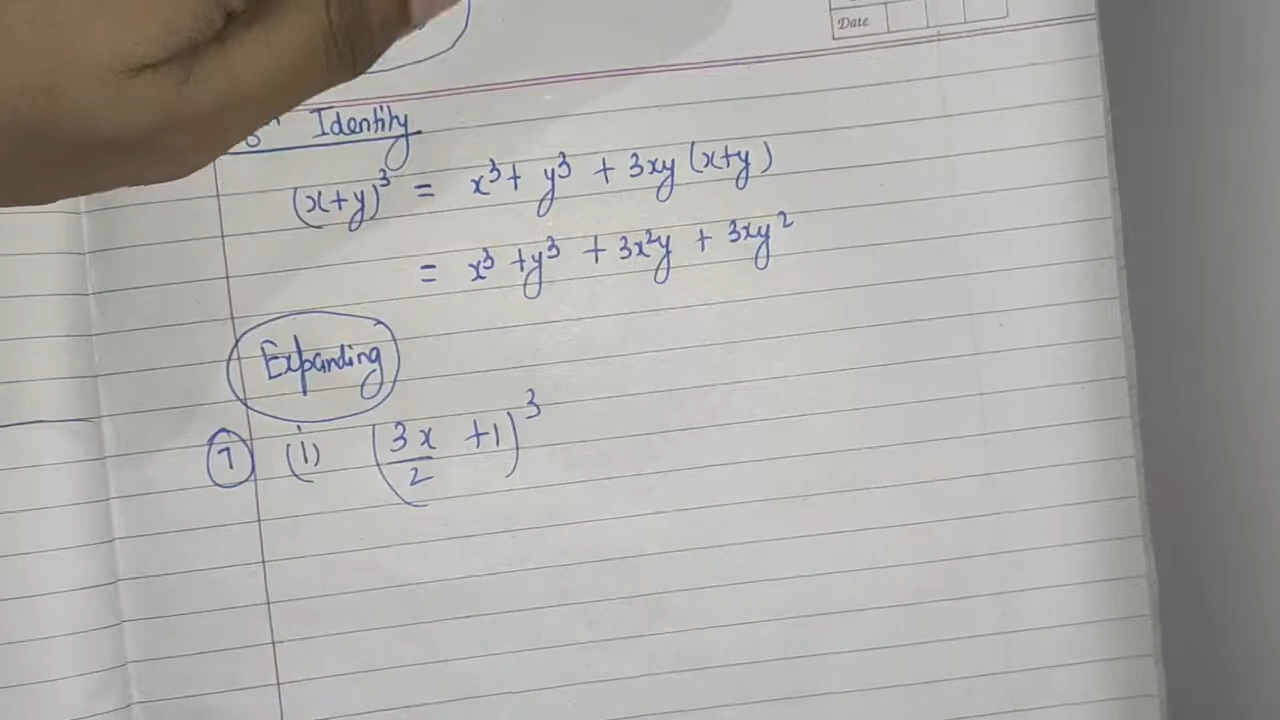 Date
Identity
(x+y)³ = x³ + y³ + 3xy (x+y)
= x³ + y³ + 3x²y + 3xy²
Expanding
7 (i) (3x/2 + 1)³